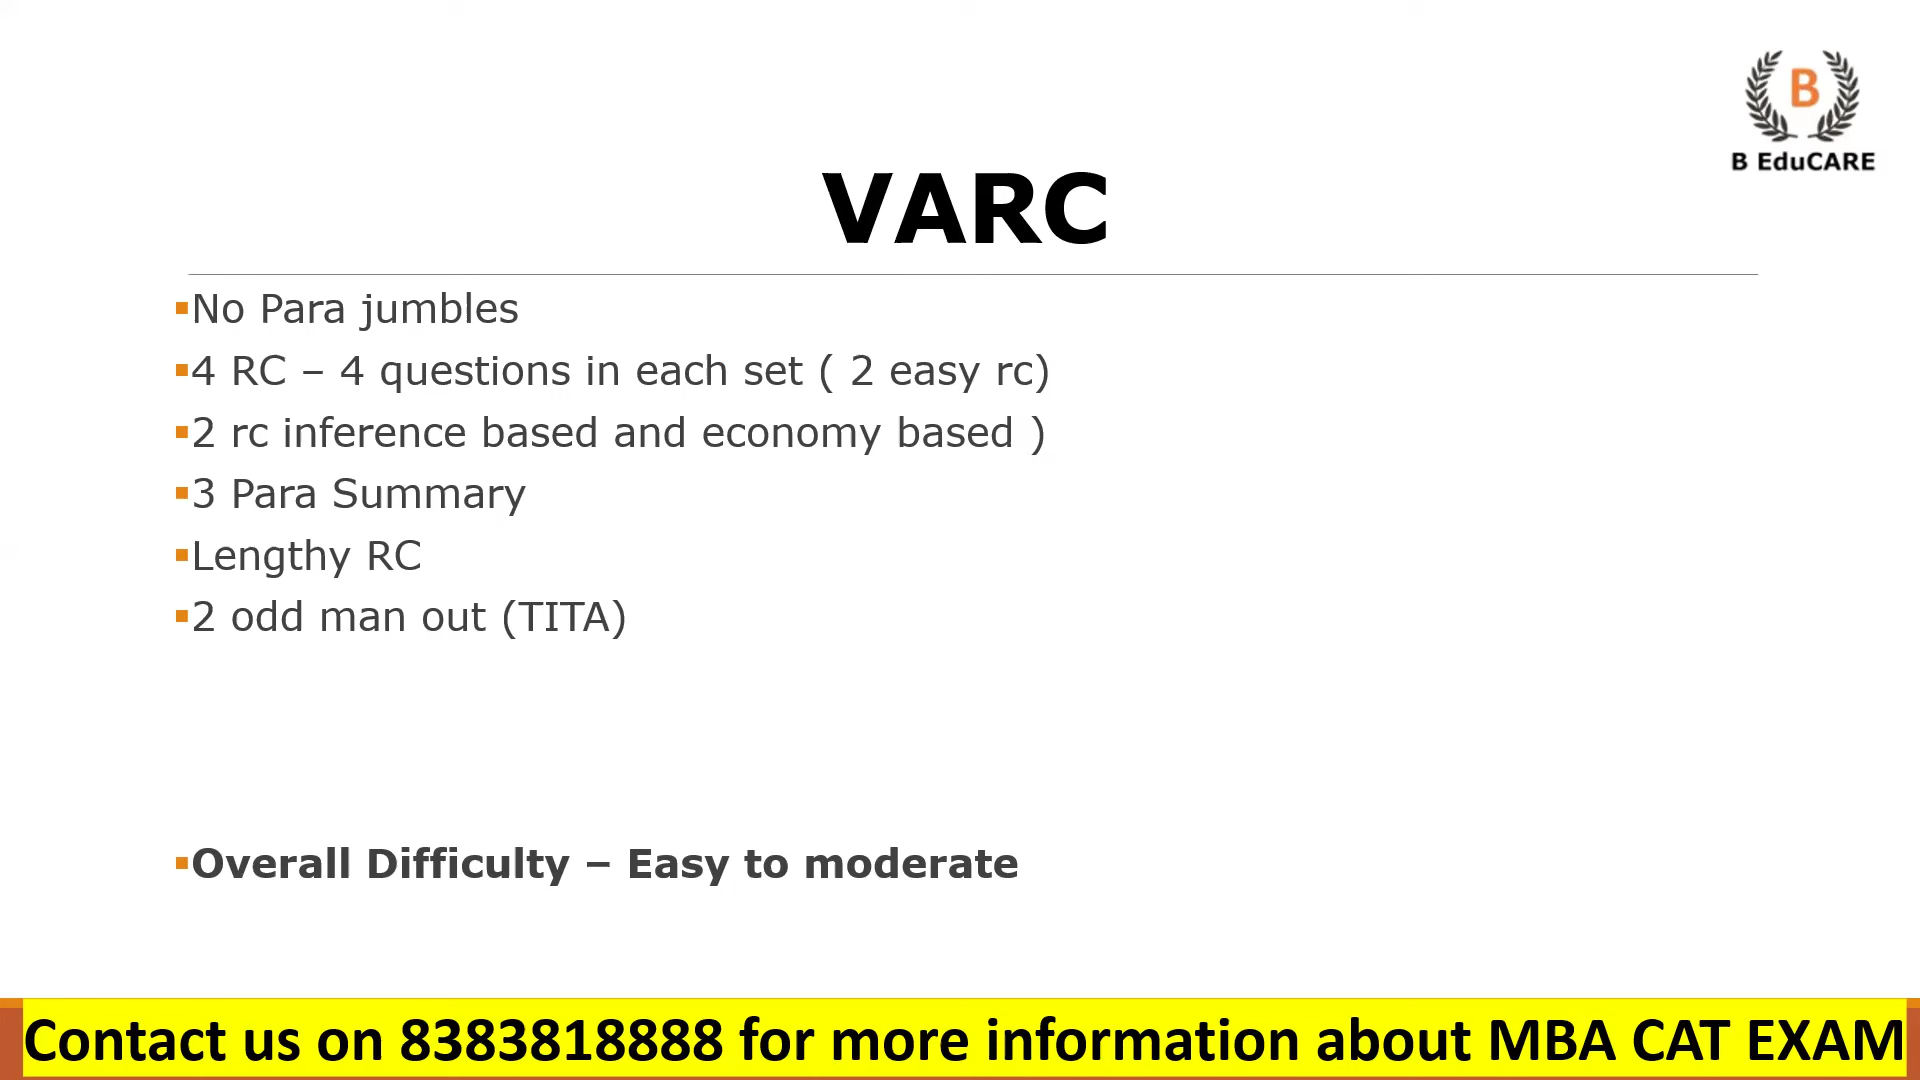 B
B EduCARE
VARC
▪No Para jumbles
▪4 RC – 4 questions in each set ( 2 easy rc)
▪2 rc inference based and economy based )
▪3 Para Summary
▪Lengthy RC
▪2 odd man out (TITA)
▪Overall Difficulty – Easy to moderate
Contact us on 8383818888 for more information about MBA CAT EXAM